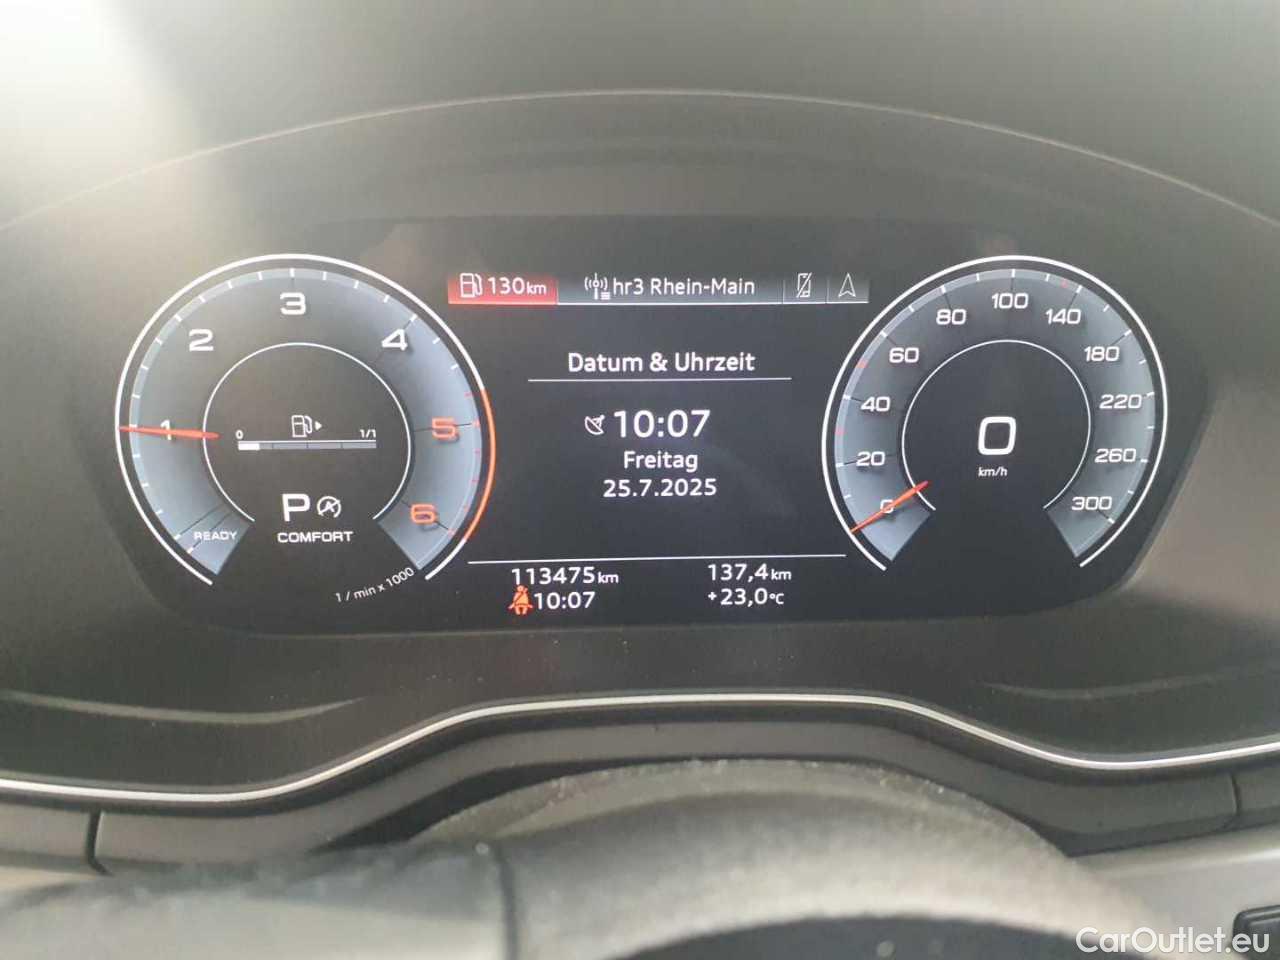 130km
hr3 Rhein-Main
Datum & Uhrzeit
10:07
Freitag
25.7.2025
113475km
137,4km
10:07
+23,0°C
1
2
3
4
5
6
READY
0
1/1
P
A
COMFORT
1 / min x 1000
0
20
40
60
80
100
140
180
220
260
300
0
km/h
CarOutlet.eu